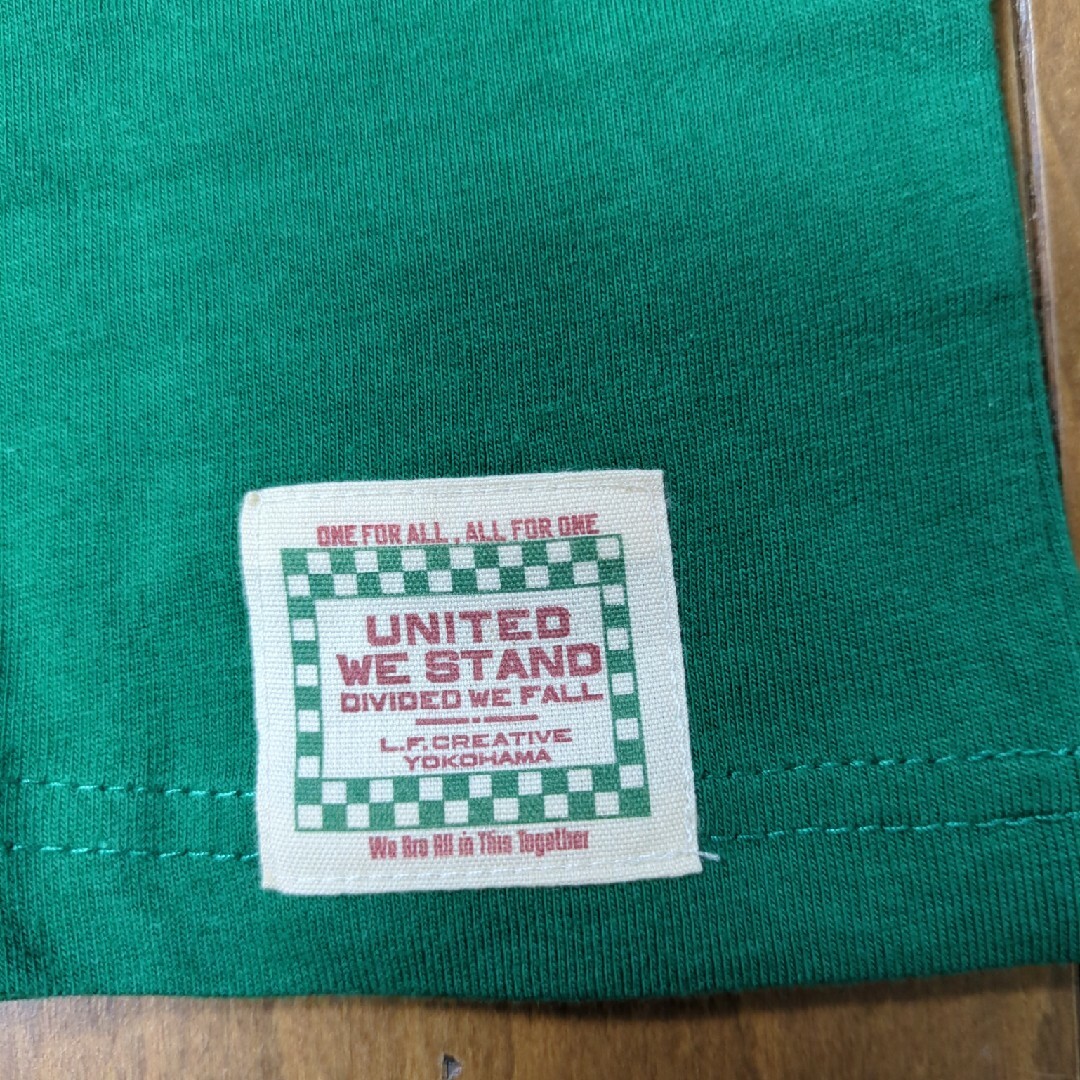 ONE FOR ALL , ALL FOR ONE
UNITED
WE STAND
DIVIDED WE FALL
L.F.CREATIVE
YOKOHAMA
We Are All in This Together